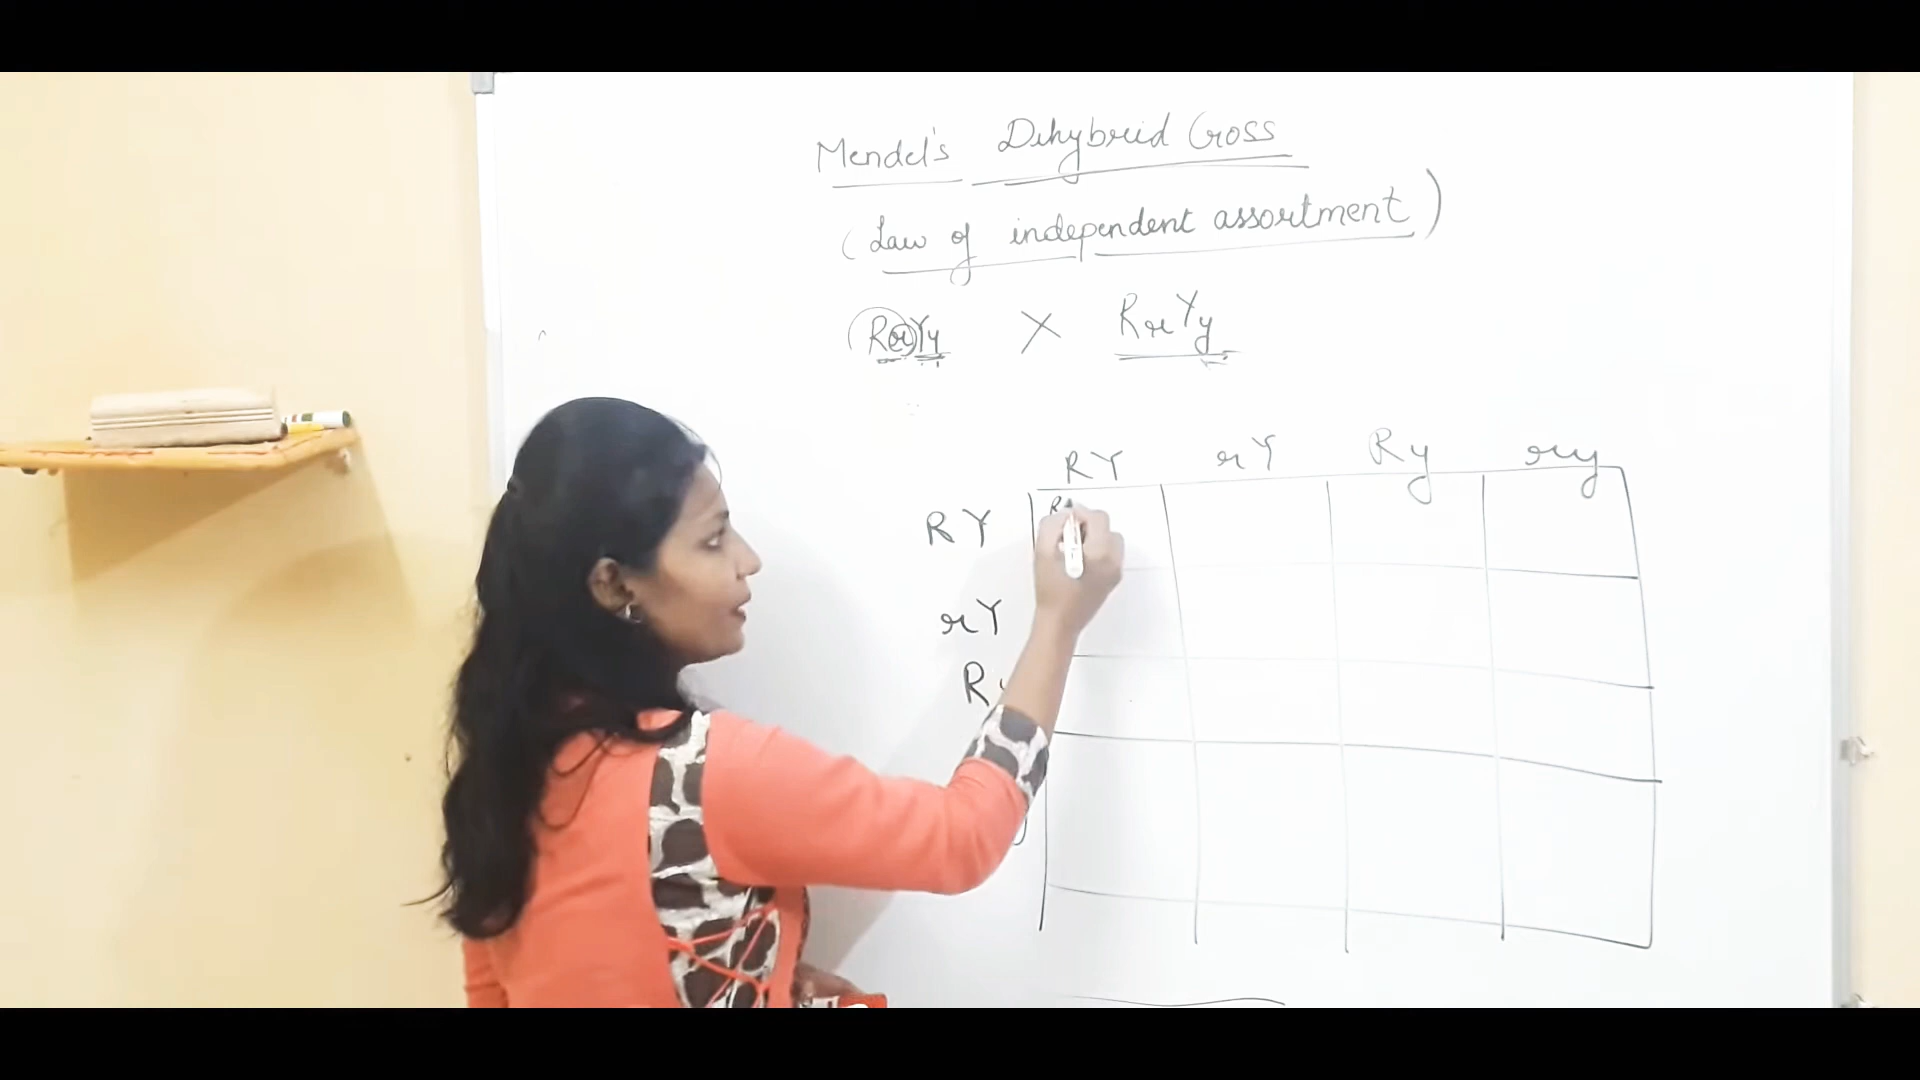 Mendel's Dihybrid Cross
(Law of independent assortment)
RrYy X RrYy
RY rY Ry ry
RY
R
rY
R